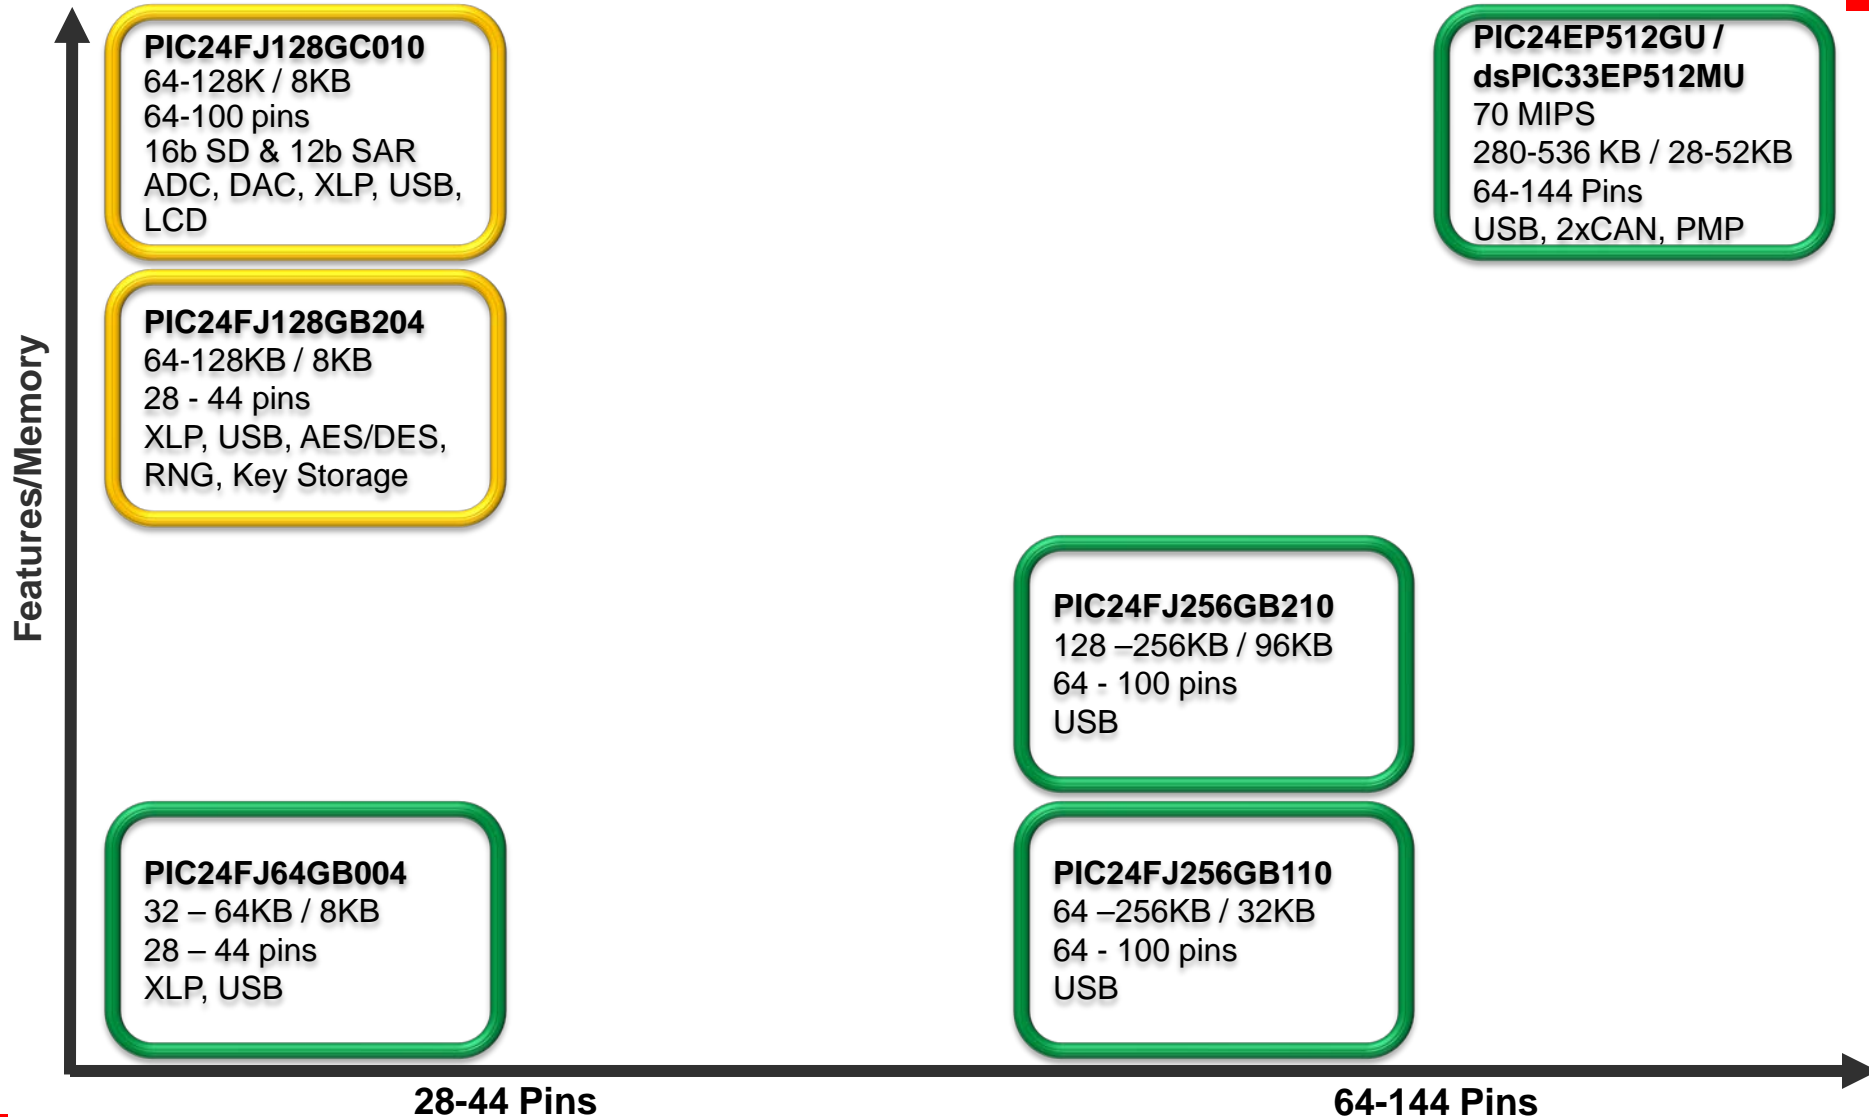 Features/Memory
PIC24FJ128GC010
64-128K / 8KB
64-100 pins
16b SD & 12b SAR
ADC, DAC, XLP, USB,
LCD
PIC24EP512GU /
dsPIC33EP512MU
70 MIPS
280-536 KB / 28-52KB
64-144 Pins
USB, 2xCAN, PMP
PIC24FJ128GB204
64-128KB / 8KB
28 - 44 pins
XLP, USB, AES/DES,
RNG, Key Storage
PIC24FJ256GB210
128 –256KB / 96KB
64 - 100 pins
USB
PIC24FJ64GB004
32 – 64KB / 8KB
28 – 44 pins
XLP, USB
PIC24FJ256GB110
64 –256KB / 32KB
64 - 100 pins
USB
28-44 Pins
64-144 Pins